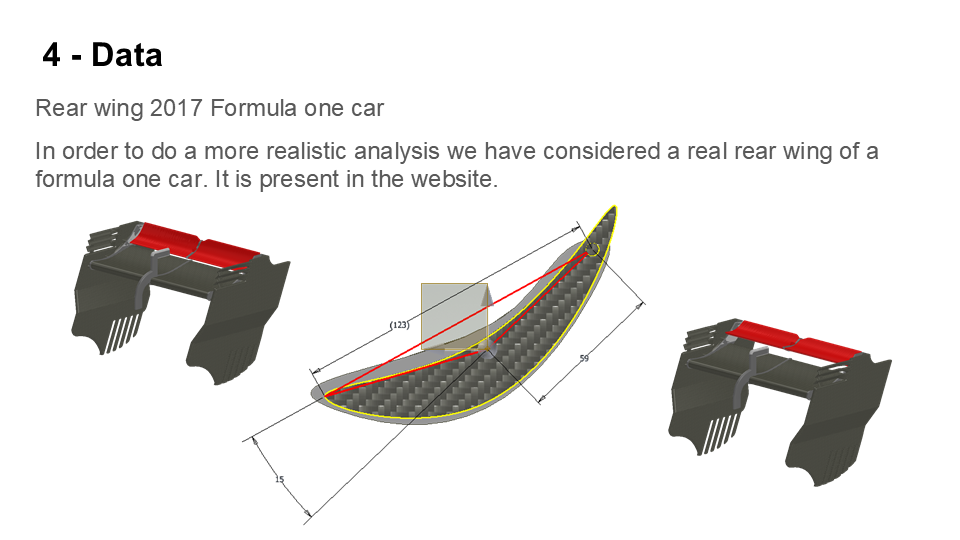 4 - Data
Rear wing 2017 Formula one car
In order to do a more realistic analysis we have considered a real rear wing of a
formula one car. It is present in the website.
(123)
59
15